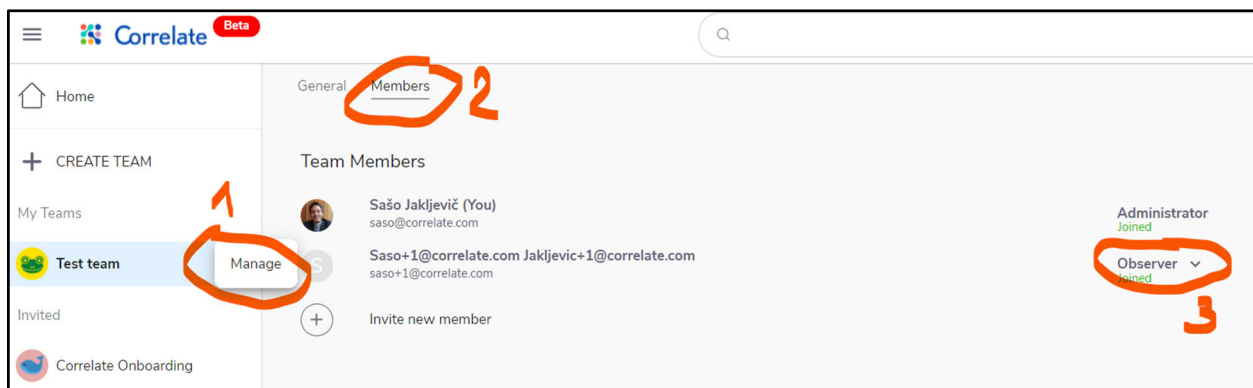 Correlate Beta
Home
CREATE TEAM
My Teams
1
Test team
Manage
Invited
Correlate Onboarding
General Members 2
Team Members
Sašo Jakljevič (You)
saso@correlate.com
Administrator
Joined
S
Saso+1@correlate.com Jakljevic+1@correlate.com
saso+1@correlate.com
Observer
Joined
3
Invite new member